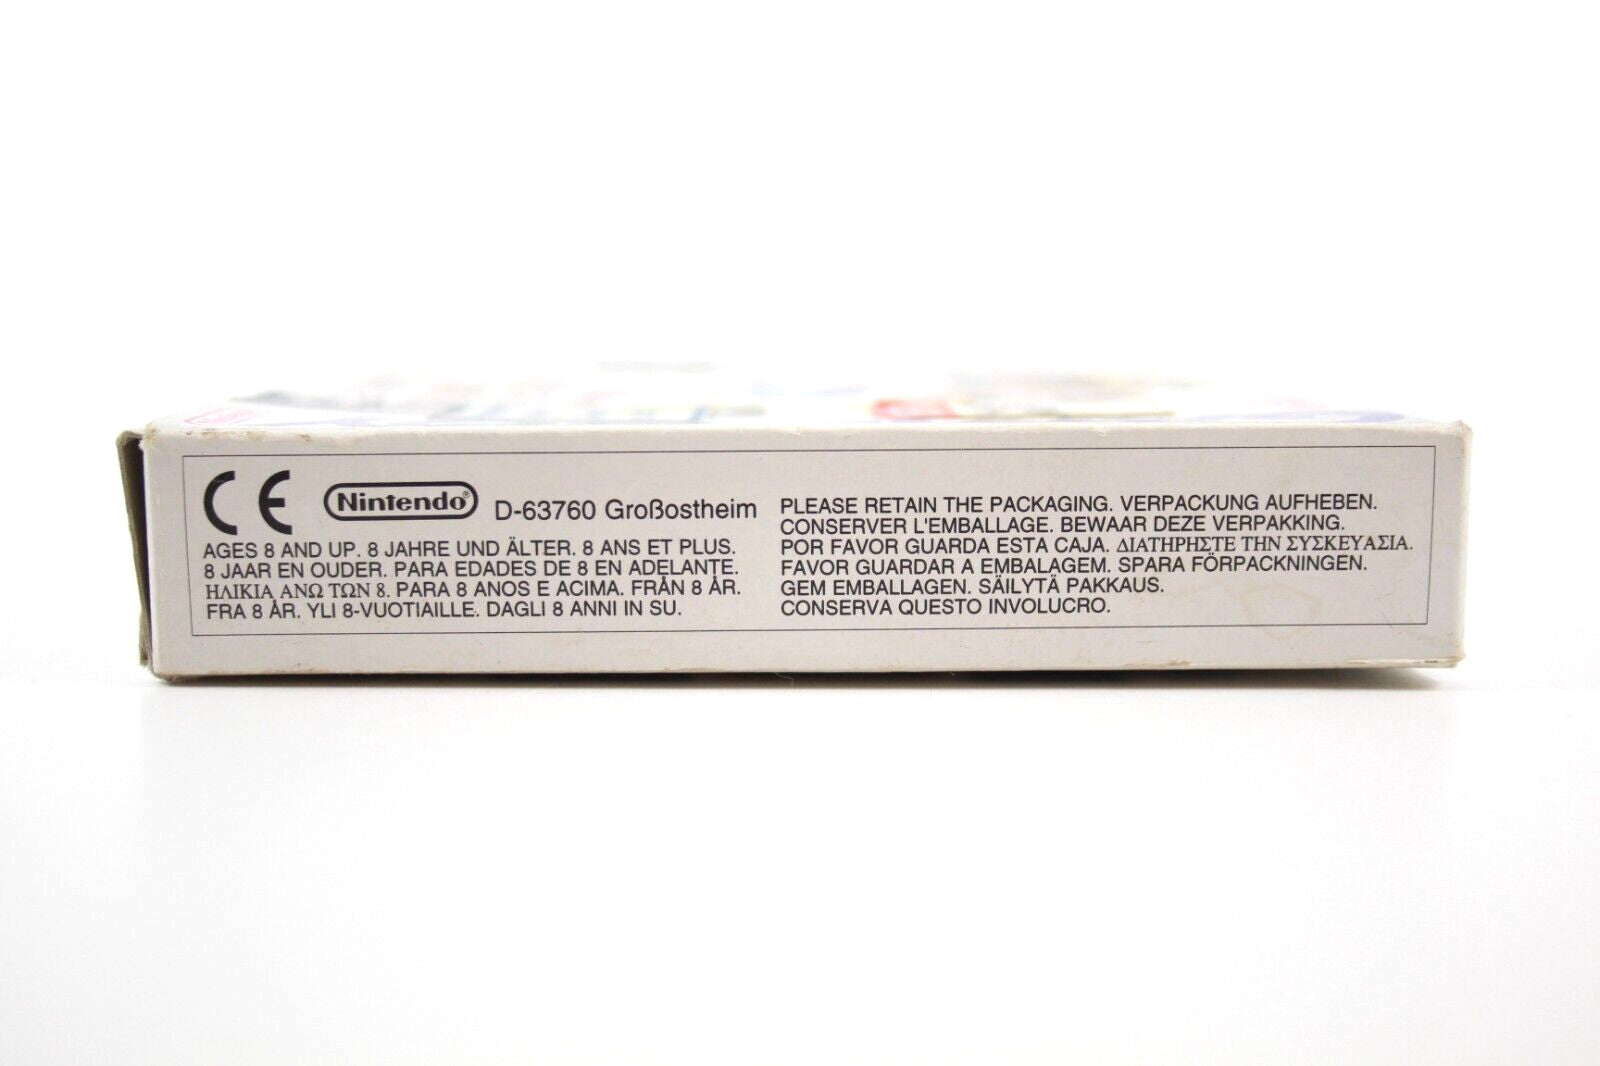 CE Nintendo® D-63760 Großostheim
AGES 8 AND UP. 8 JAHRE UND ÄLTER. 8 ANS ET PLUS.
8 JAAR EN OUDER. PARA EDADES DE 8 EN ADELANTE.
ΗΛΙΚΙΑ ΑΝΩ ΤΩΝ 8. PARA 8 ANOS E ACIMA. FRÅN 8 ÅR.
FRA 8 ÅR. YLI 8-VUOTIAILLE. DAGLI 8 ANNI IN SU.
PLEASE RETAIN THE PACKAGING. VERPACKUNG AUFHEBEN.
CONSERVER L'EMBALLAGE. BEWAAR DEZE VERPAKKING.
POR FAVOR GUARDA ESTA CAJA. ΔΙΑΤΗΡΗΣΤΕ ΤΗΝ ΣΥΣΚΕΥΑΣΙΑ.
FAVOR GUARDAR A EMBALAGEM. SPARA FÖRPACKNINGEN.
GEM EMBALLAGEN. SÄILYTÄ PAKKAUS.
CONSERVA QUESTO INVOLUCRO.